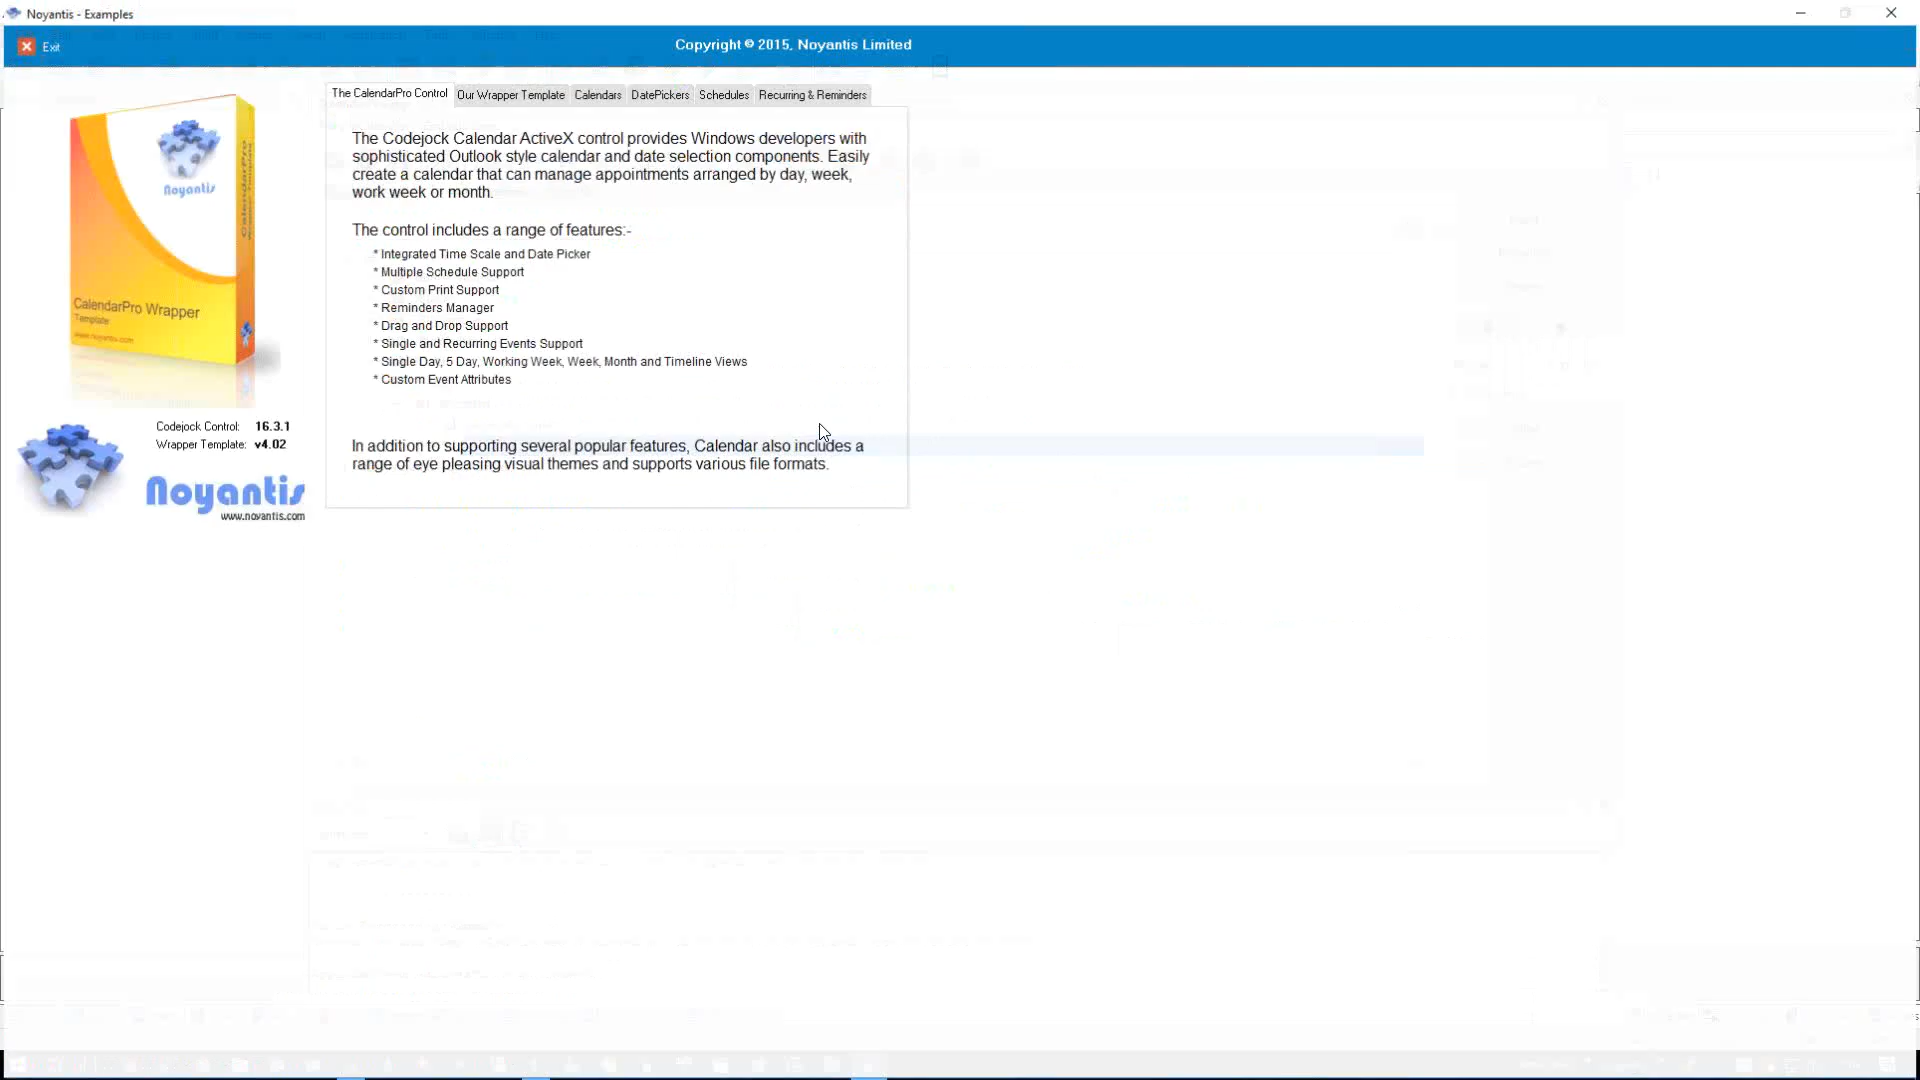 Noyantis - Examples
Exit
Copyright © 2015, Noyantis Limited
The CalendarPro Control
Our Wrapper Template
Calendars
DatePickers
Schedules
Recurring & Reminders
The Codejock Calendar ActiveX control provides Windows developers with
sophisticated Outlook style calendar and date selection components. Easily
create a calendar that can manage appointments arranged by day, week,
work week or month.
The control includes a range of features:-
* Integrated Time Scale and Date Picker
* Multiple Schedule Support
* Custom Print Support
* Reminders Manager
* Drag and Drop Support
* Single and Recurring Events Support
* Single Day, 5 Day, Working Week, Week, Month and Timeline Views
* Custom Event Attributes
In addition to supporting several popular features, Calendar also includes a
range of eye pleasing visual themes and supports various file formats.
Noyantis
CalendarPro Wrapper
Template
www.noyantis.com
CalendarPro Wrapper
Codejock Control: 16.3.1
Wrapper Template: v4.02
Noyantis
www.noyantis.com